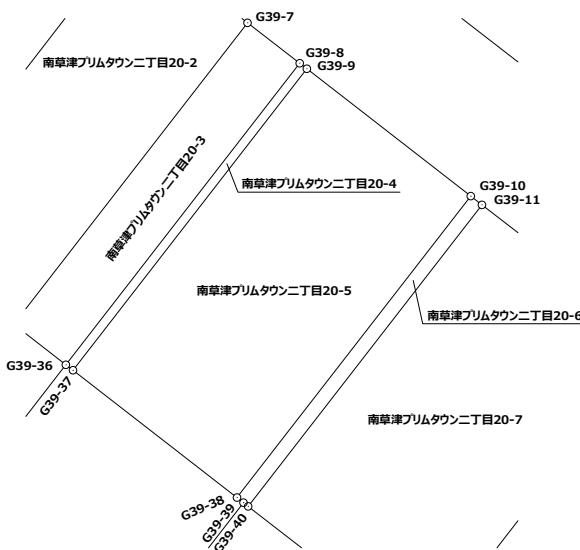 G39-7
G39-8
G39-9
南草津プリムタウン二丁目20-2
南草津プリムタウン二丁目20-3
南草津プリムタウン二丁目20-4
G39-10
G39-11
南草津プリムタウン二丁目20-5
南草津プリムタウン二丁目20-6
G39-36
G39-37
南草津プリムタウン二丁目20-7
G39-38
G39-39
G39-40